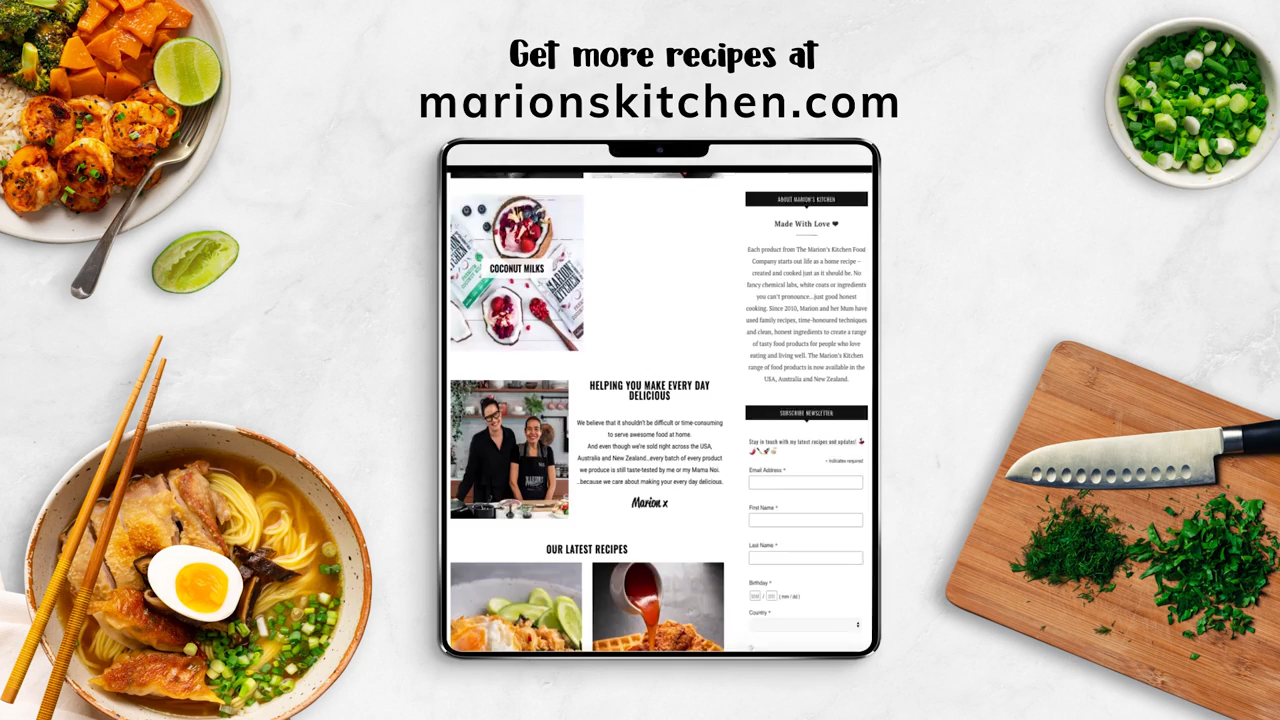 Get more recipes at
marionskitchen.com
COCONUT MILKS
MARION'S
KITCHEN
HELPING YOU MAKE EVERY DAY
DELICIOUS
We believe that it shouldn't be difficult or time-consuming
to serve awesome food at home.
And even though we're sold right across the USA,
Australia and New Zealand...every batch of every product
we produce is still taste-tested by me or my Mama Noi.
...because we care about making your every day delicious.
Marion x
OUR LATEST RECIPES
ABOUT MARION'S KITCHEN
Made With Love ❤
Each product from The Marion's Kitchen Food
Company starts out life as a home recipe –
created and cooked just as it should be. No
fancy chemical labs, white coats or ingredients
you can't pronounce...just good honest
cooking. Since 2010, Marion and her Mum have
used family recipes, time-honoured techniques
and clean, honest ingredients to create a range
of tasty food products for people who love
eating and living well. The Marion's Kitchen
range of food products is now available in the
USA, Australia and New Zealand.
SUBSCRIBE NEWSLETTER
Stay in touch with my latest recipes and updates!
* indicates required
Email Address *
First Name *
Last Name *
Birthday *
/ ( mm / dd )
Country *